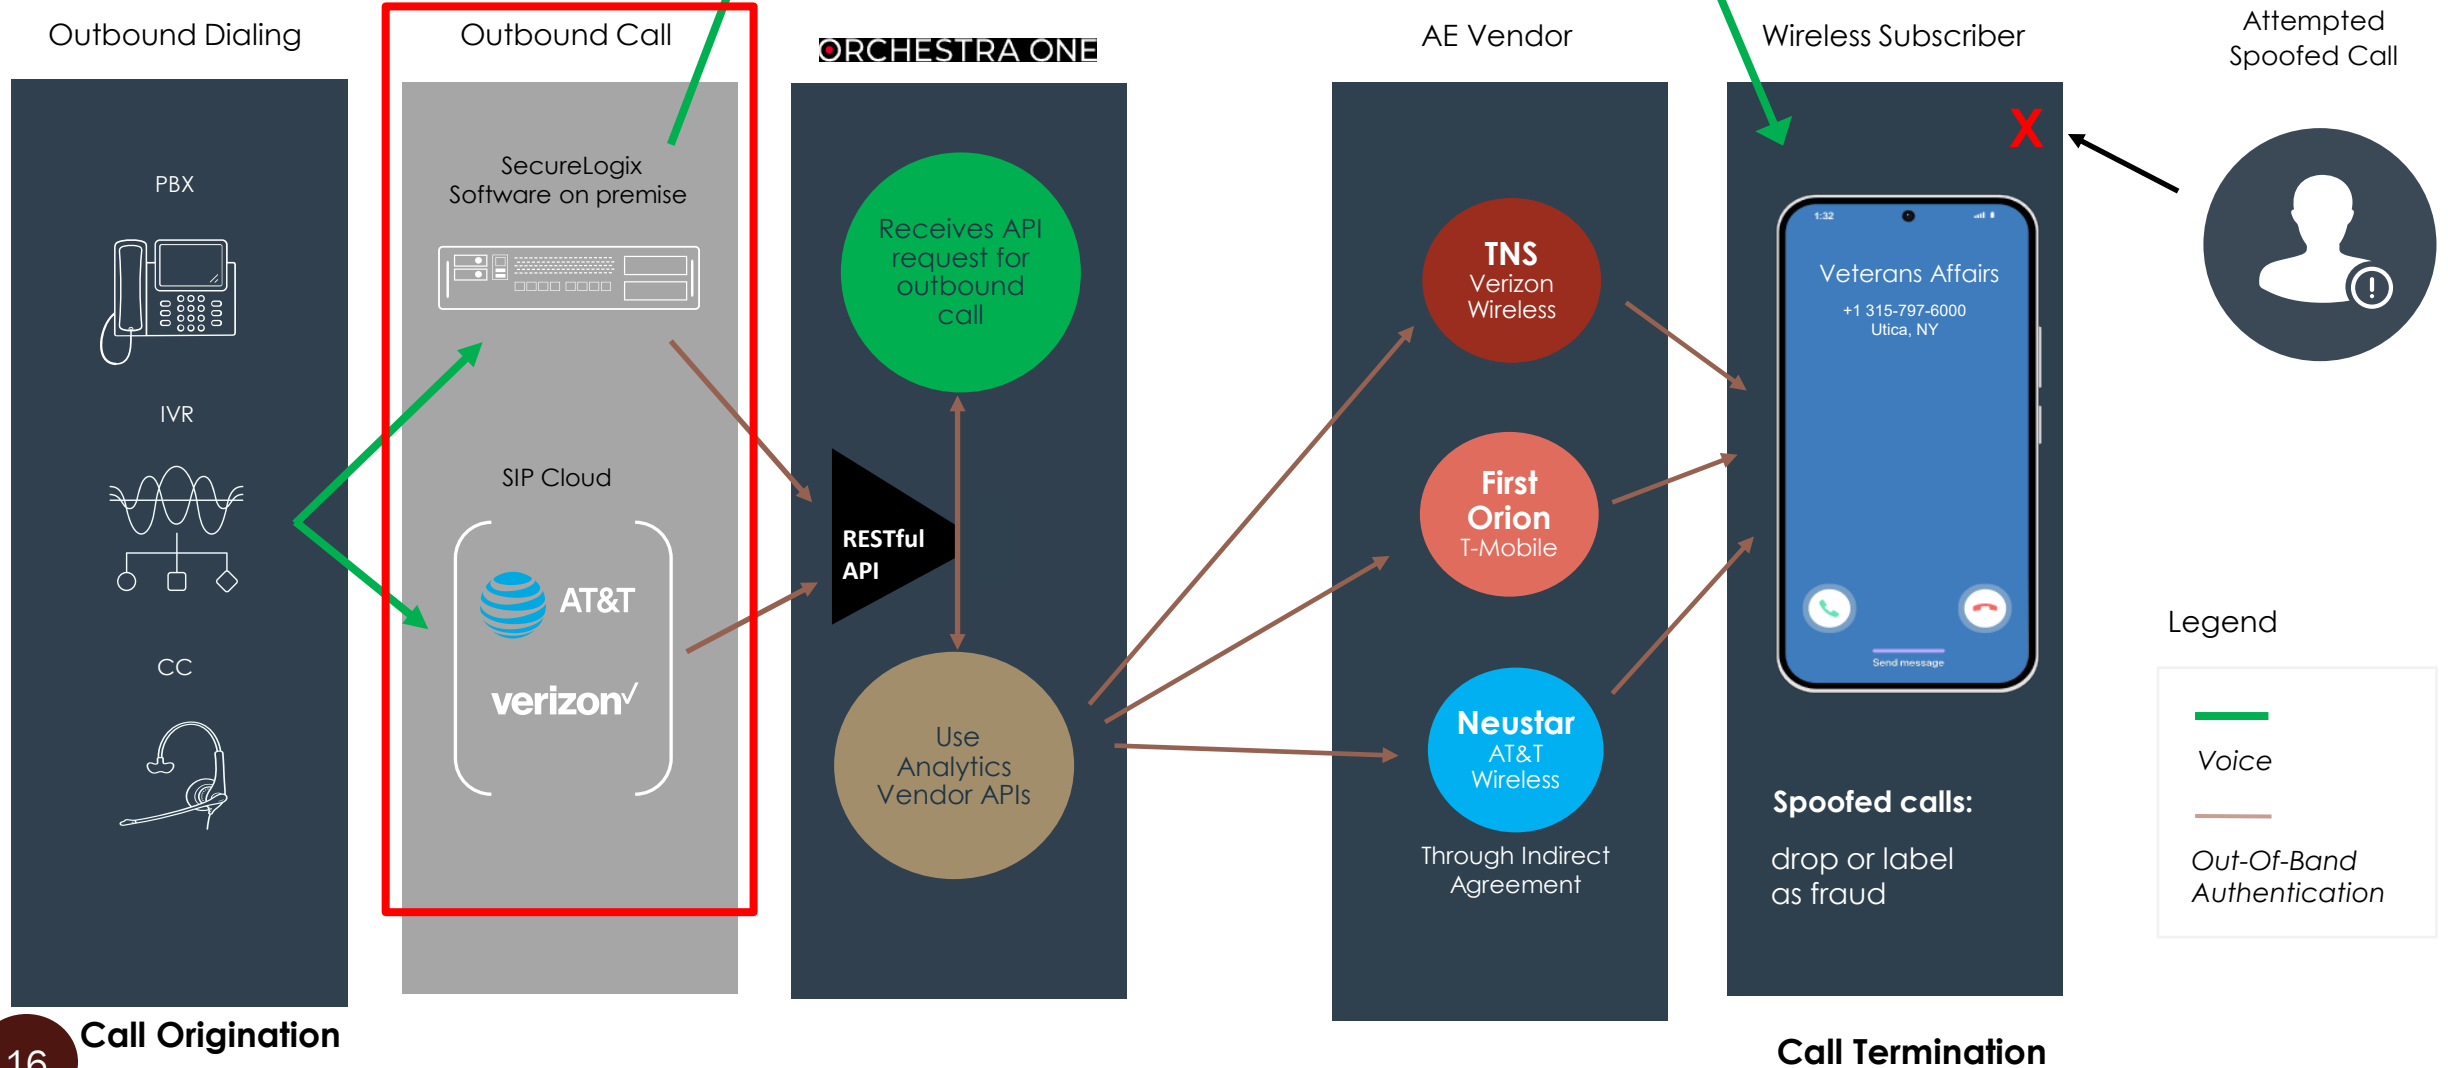 Outbound Dialing
Outbound Call
ORCHESTRA ONE
AE Vendor
Wireless Subscriber
Attempted
Spoofed Call
PBX
IVR
CC
SecureLogix
Software on premise
SIP Cloud
AT&T
verizon✓
Receives API
request for
outbound
call
RESTful
API
Use
Analytics
Vendor APIs
TNS
Verizon
Wireless
First
Orion
T-Mobile
Neustar
AT&T
Wireless
Through Indirect
Agreement
X
1:32
Veterans Affairs
+1 315-797-6000
Utica, NY
Send message
Spoofed calls:
drop or label
as fraud
Legend
Voice
Out-Of-Band
Authentication
16
Call Origination
Call Termination